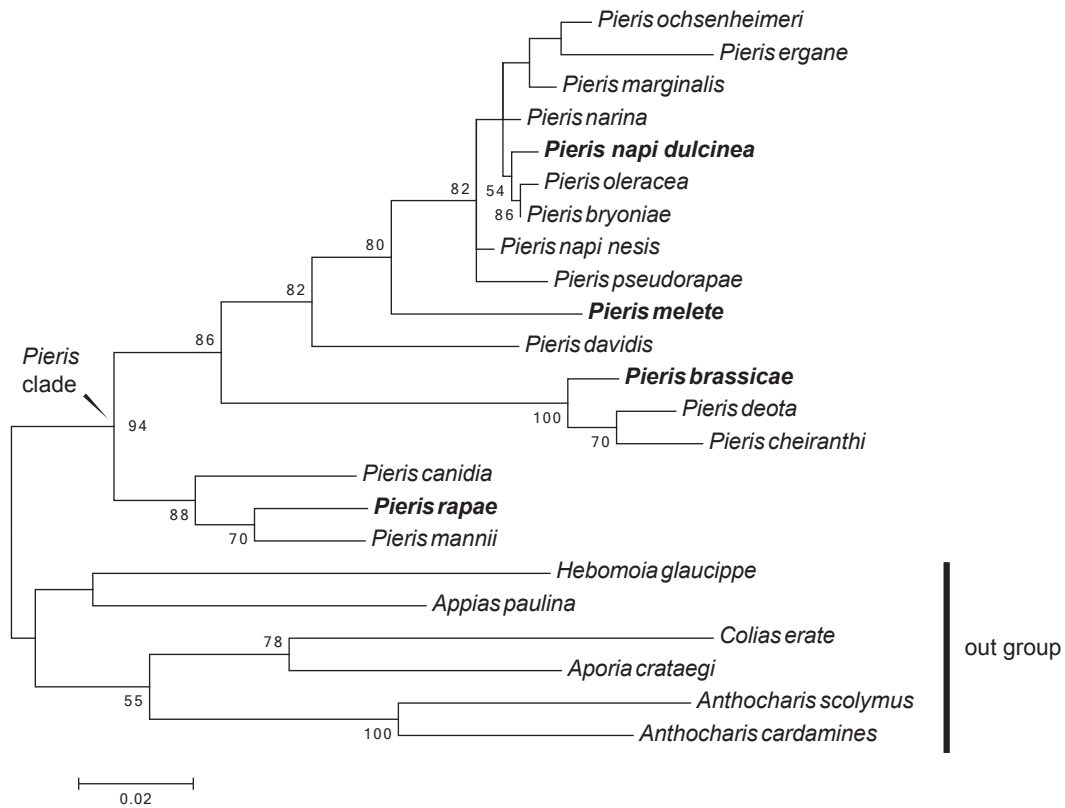 Pieris ochsenheimeri
Pieris ergane
Pieris marginalis
Pieris narina
Pieris napi dulcinea
82 54 Pieris oleracea
86 Pieris bryoniae
80 Pieris napi nesis
82 Pieris pseudorapae
Pieris melete
86 Pieris davidis
Pieris
clade
Pieris brassicae
100 Pieris deota
94 70 Pieris cheiranthi
Pieris canidia
88 Pieris rapae
70 Pieris mannii
Hebomoia glaucippe
Appias paulina
78 Colias erate
out group
Aporia crataegi
55 Anthocharis scolymus
100 Anthocharis cardamines
0.02